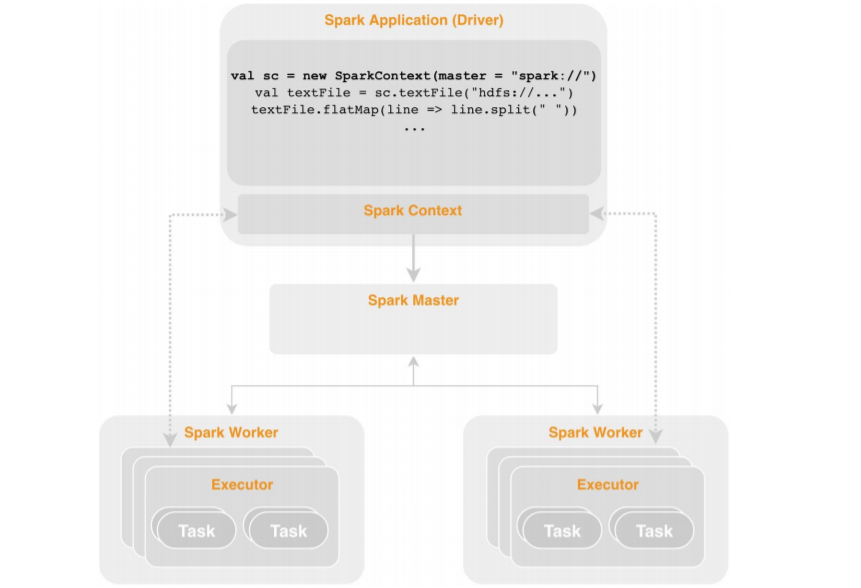 Spark Application (Driver)
val sc = new SparkContext(master = "spark://")
val textFile = sc.textFile("hdfs://...")
textFile.flatMap(line => line.split(" "))
...
Spark Context
Spark Master
Spark Worker
Executor
Task
Task
Spark Worker
Executor
Task
Task